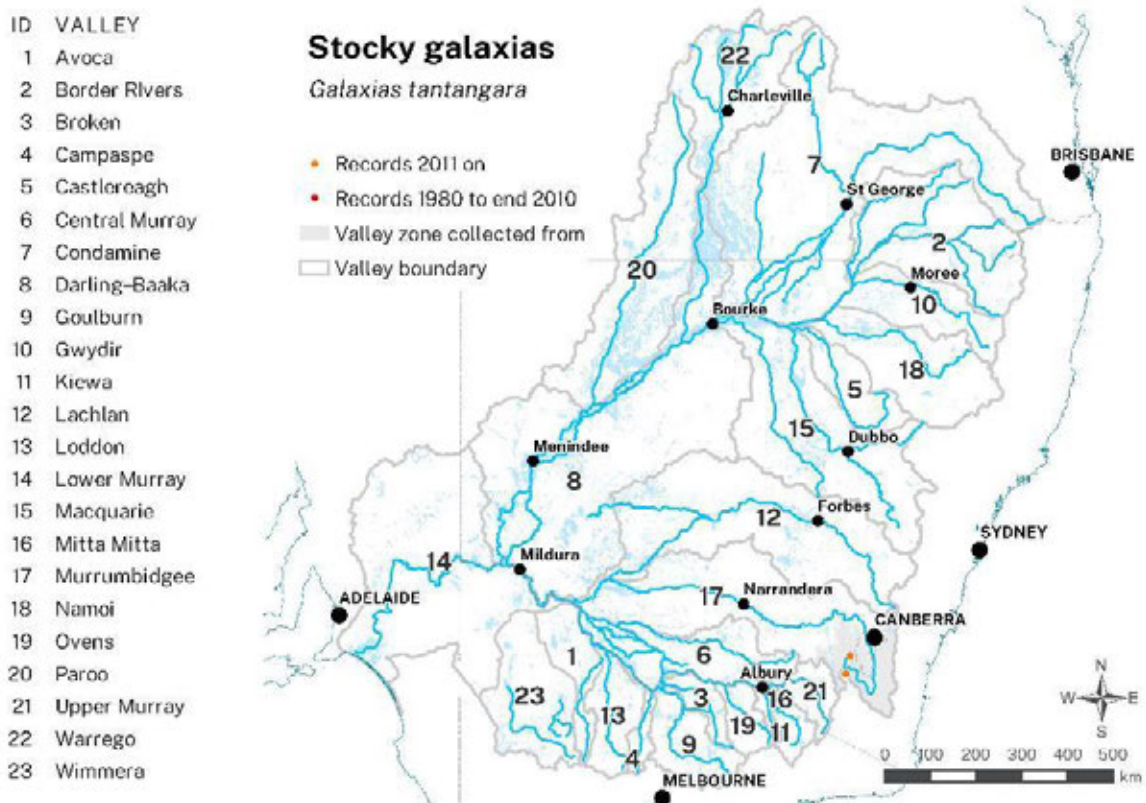 ID VALLEY
1 Avoca
2 Border RIvers
3 Broken
4 Campaspe
5 Castlereagh
6 Central Murray
7 Condamine
8 Darling–Baaka
9 Goulburn
10 Gwydir
11 Kiewa
12 Lachlan
13 Loddon
14 Lower Murray
15 Macquarie
16 Mitta Mitta
17 Murrumbidgee
18 Namoi
19 Ovens
20 Paroo
21 Upper Murray
22 Warrego
23 Wimmera
Stocky galaxias
Galaxias tantangara
Records 2011 on
Records 1980 to end 2010
Valley zone collected from
Valley boundary
22
Charleville
BRISBANE
7
St George
2
20
Moree
10
Bourke
18
5
15
Dubbo
Menindee
8
Forbes
12
SYDNEY
Mildura
14
Narrandera
17
ADELAIDE
CANBERRA
1
6
Albury
23
3
16
21
13
19
11
9
4
MELBOURNE
N
W E
S
0 100 200 300 400 500
km